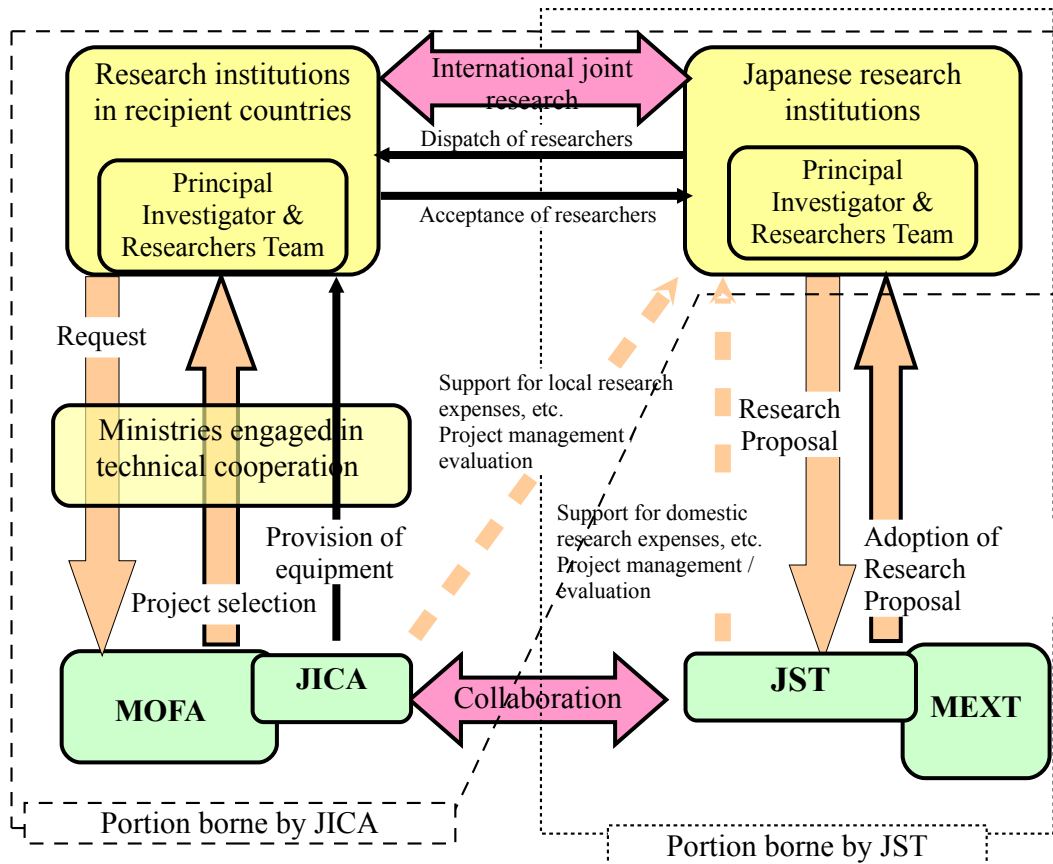 Research institutions
in recipient countries
International joint
research
Japanese research
institutions
Dispatch of researchers
Principal
Investigator &
Researchers Team
Acceptance of researchers
Principal
Investigator &
Researchers Team
Request
Support for local research
expenses, etc.
Project management /
evaluation
Research
Proposal
Ministries engaged in
technical cooperation
Provision of
equipment
Support for domestic
research expenses, etc.
Project management /
evaluation
Adoption of
Research
Proposal
Project selection
MOFA
JICA
Collaboration
JST
MEXT
Portion borne by JICA
Portion borne by JST